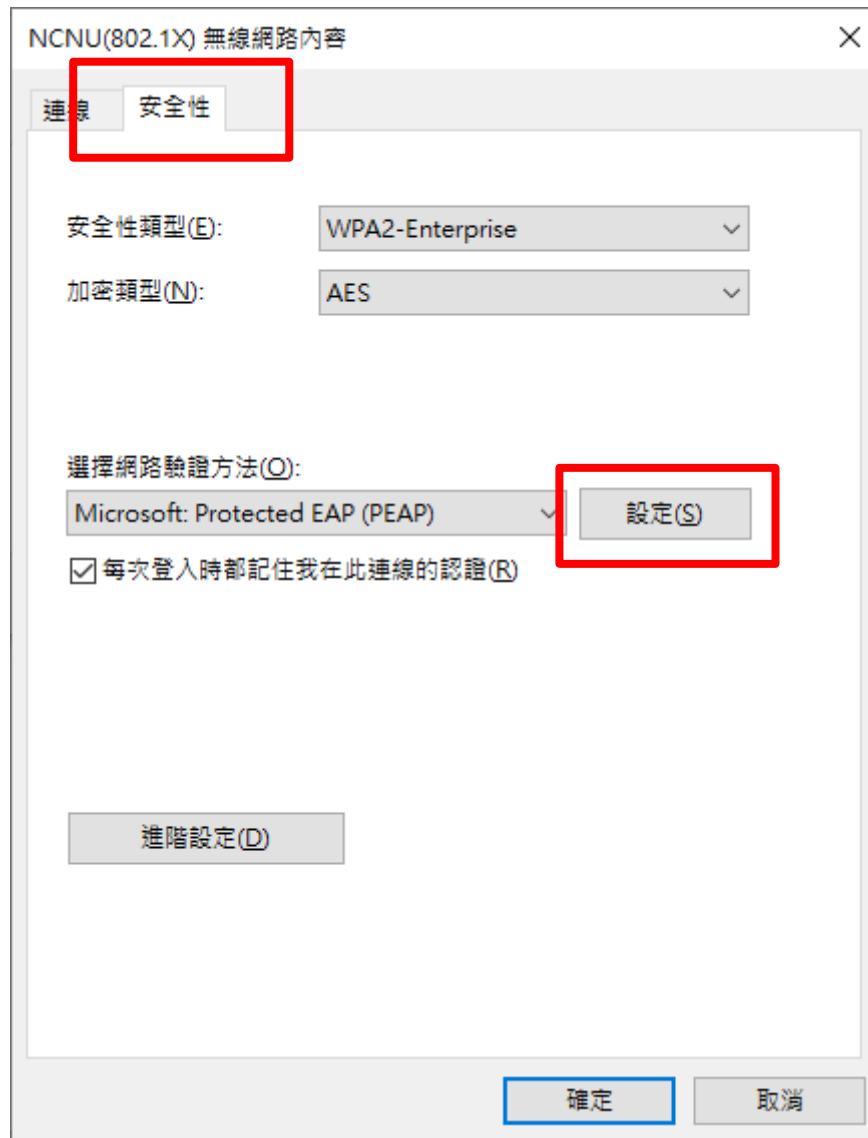 NCNU(802.1X) 無線網路內容
連線 安全性
安全性類型(E): WPA2-Enterprise
加密類型(N): AES
選擇網路驗證方法(O):
Microsoft: Protected EAP (PEAP) 設定(S)
每次登入時都記住我在此連線的認證(R)
進階設定(D)
確定 取消